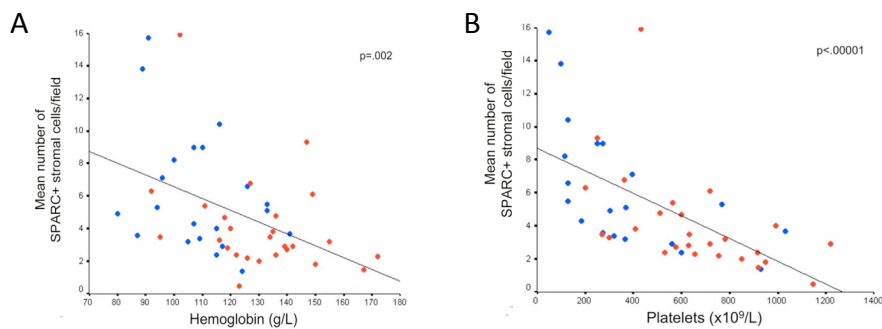 A
16
14
12
10
8
6
4
2
0
Mean number of
SPARC+ stromal cells/field
p=.002
70 80 90 100 110 120 130 140 150 160 170 180
Hemoglobin (g/L)
B
16
14
12
10
8
6
4
2
0
Mean number of
SPARC+ stromal cells/field
p<.00001
0 200 400 600 800 1000 1200 1400
Platelets (x10⁹/L)